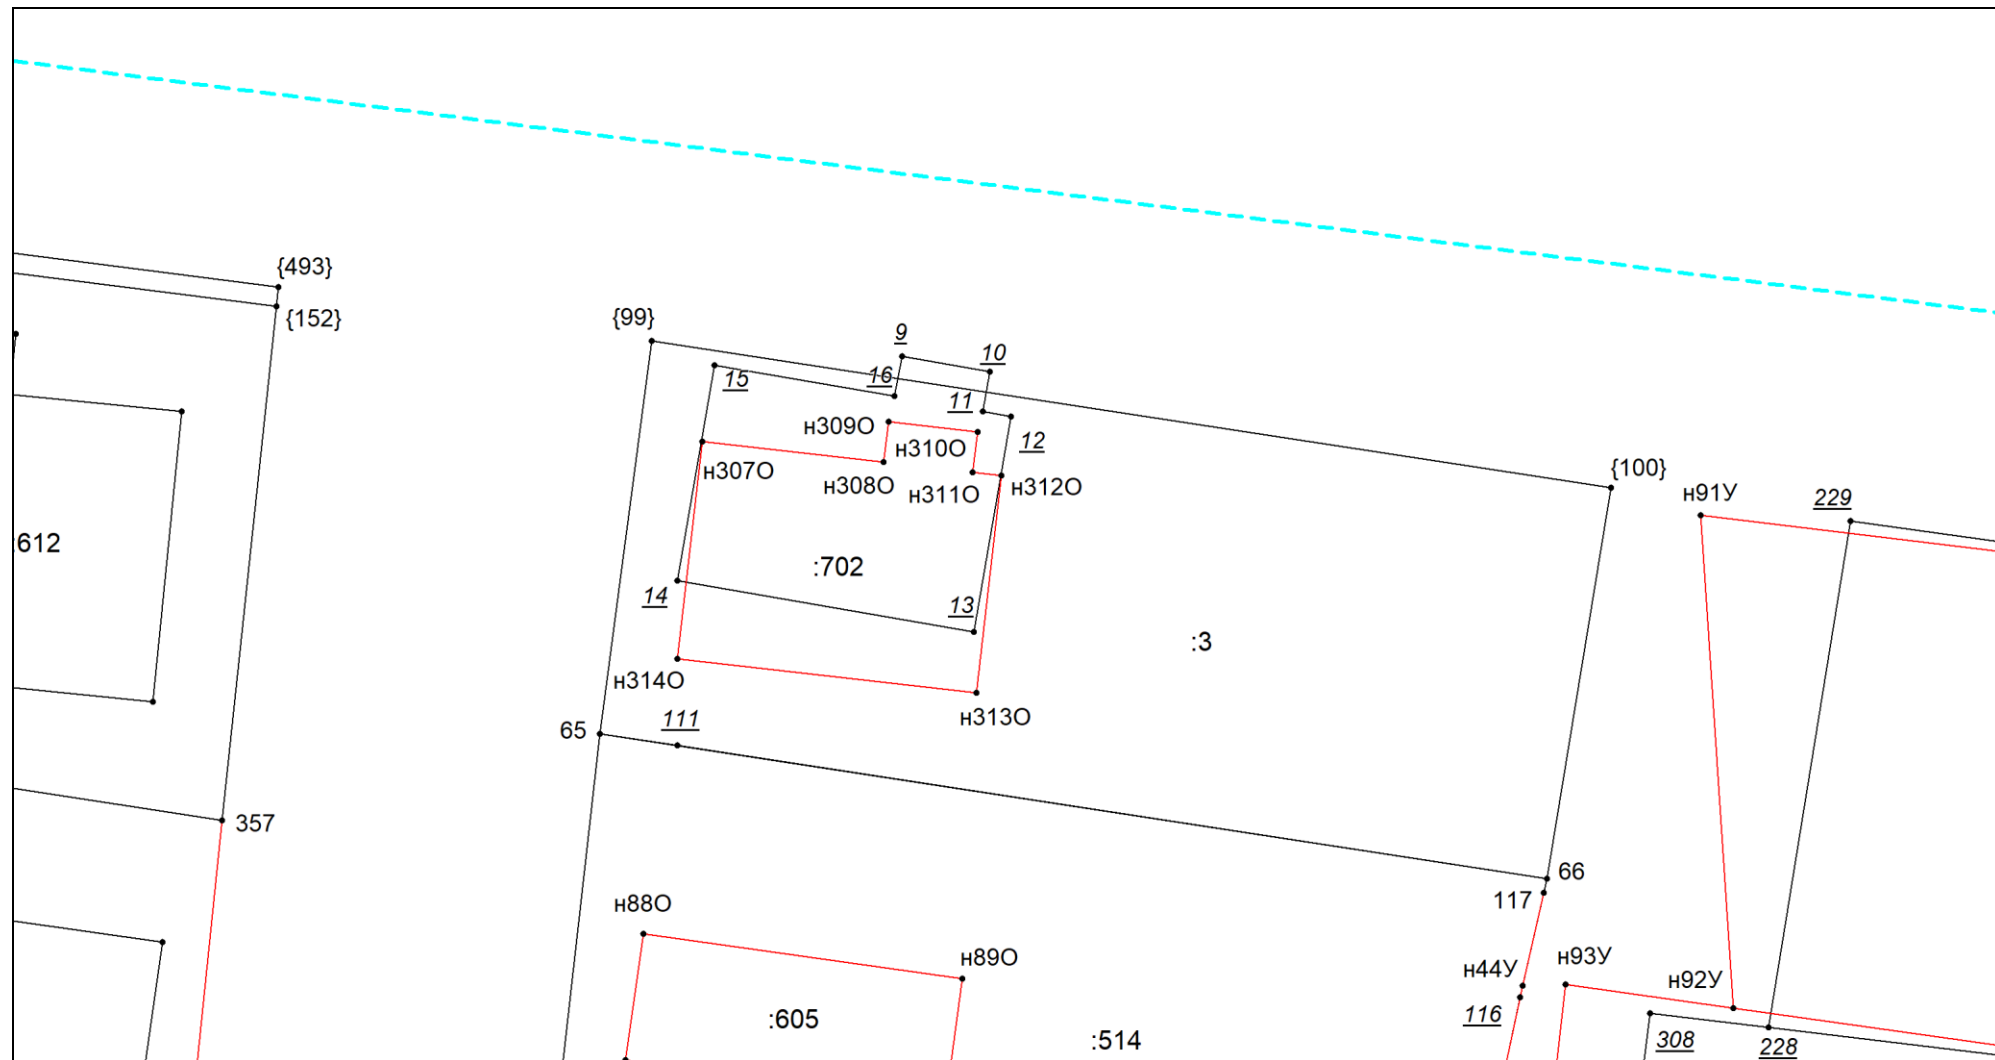 {493}
{152}
{99}
9
10
15
16
11
12
н309О
н310О
н307О
н308О
н311О
н312О
{100}
н91У
229
:612
:702
14
13
:3
н314О
н313О
65
111
357
66
117
н88О
н89О
н44У
н93У
н92У
116
:605
:514
308
228